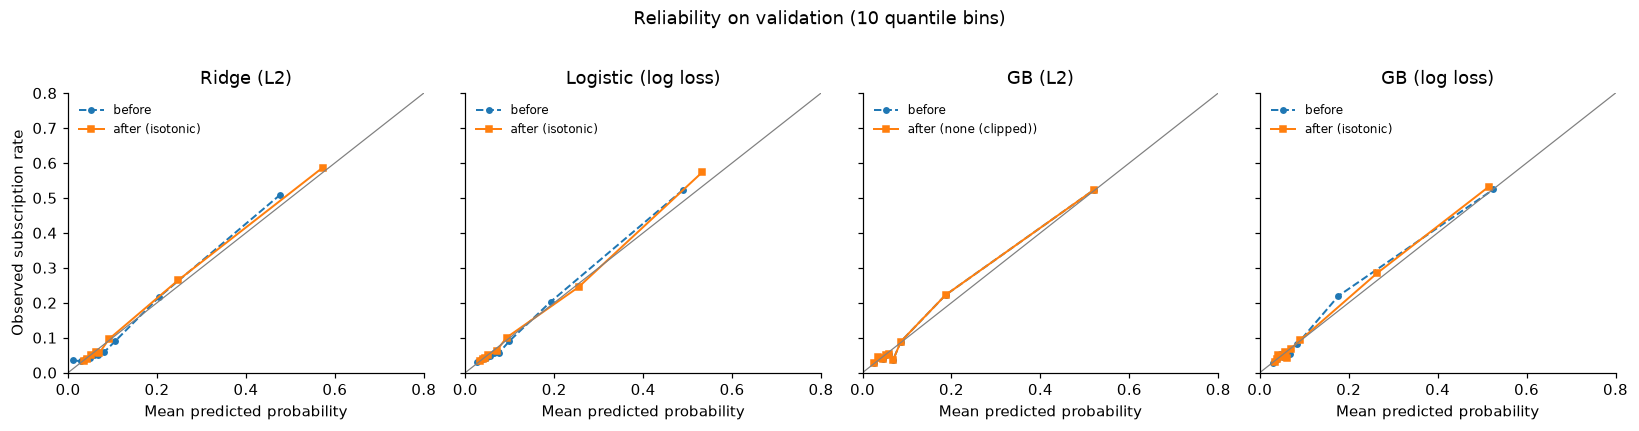 Reliability on validation (10 quantile bins)
Ridge (L2)
before
after (isotonic)
0.8
0.7
0.6
0.5
0.4
0.3
0.2
0.1
0.0
Observed subscription rate
0.0 0.2 0.4 0.6 0.8
Mean predicted probability
Logistic (log loss)
before
after (isotonic)
0.0 0.2 0.4 0.6 0.8
Mean predicted probability
GB (L2)
before
after (none (clipped))
0.0 0.2 0.4 0.6 0.8
Mean predicted probability
GB (log loss)
before
after (isotonic)
0.0 0.2 0.4 0.6 0.8
Mean predicted probability